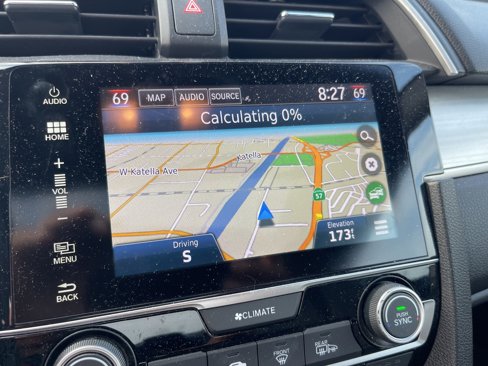 AUDIO
69 MAP AUDIO SOURCE 8:27 69
HOME
Calculating 0%
Katella
W Katella Ave
VOL
57
Driving
S
Elevation
173ft
MENU
BACK
CLIMATE
PUSH
SYNC
FRONT
REAR